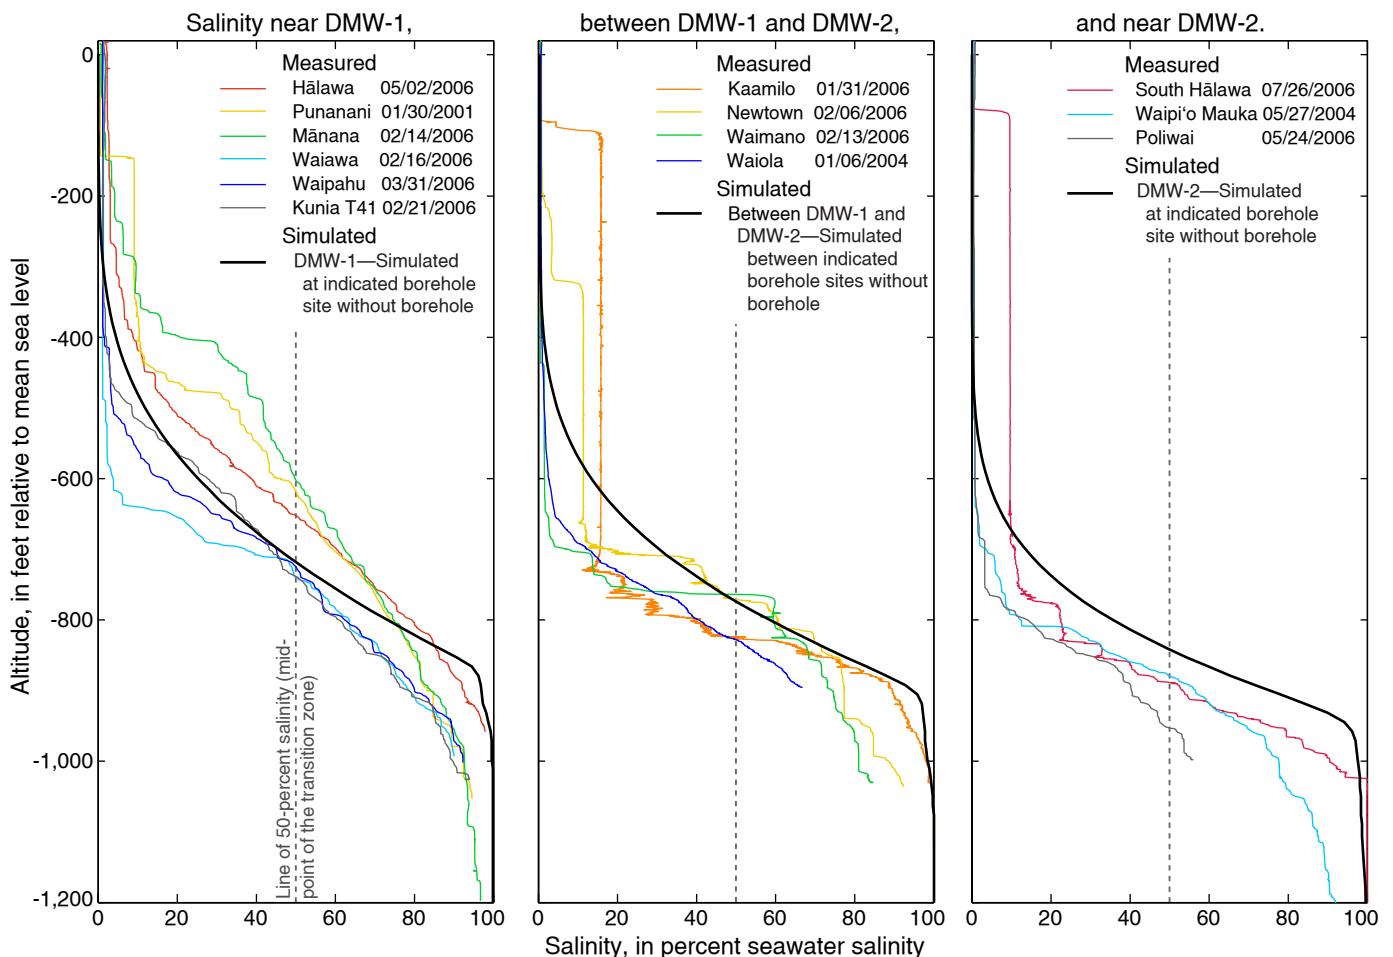 Salinity near DMW-1,
between DMW-1 and DMW-2,
and near DMW-2.
Altitude, in feet relative to mean sea level
0
-200
-400
-600
-800
-1,000
-1,200
Measured
Hālawa 05/02/2006
Punanani 01/30/2001
Mānana 02/14/2006
Waiawa 02/16/2006
Waipahu 03/31/2006
Kunia T41 02/21/2006
Simulated
DMW-1—Simulated
at indicated borehole
site without borehole
Line of 50-percent salinity (mid-
point of the transition zone)
0 20 40 60 80 100
Measured
Kaamilo 01/31/2006
Newtown 02/06/2006
Waimano 02/13/2006
Waiola 01/06/2004
Simulated
Between DMW-1 and
DMW-2—Simulated
between indicated
borehole sites without
borehole
0 20 40 60 80 100
Measured
South Hālawa 07/26/2006
Waipiʻo Mauka 05/27/2004
Poliwai 05/24/2006
Simulated
DMW-2—Simulated
at indicated borehole
site without borehole
0 20 40 60 80 100
Salinity, in percent seawater salinity